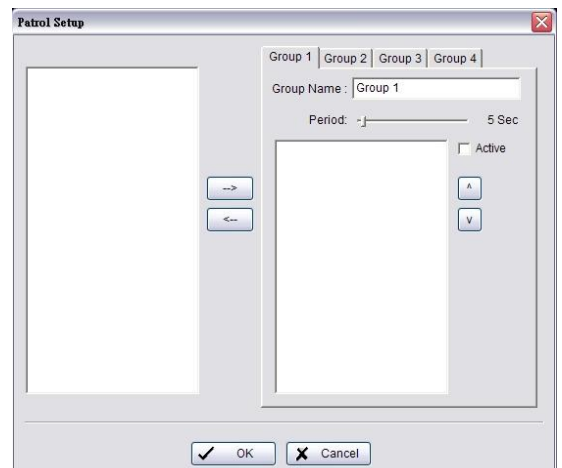 Patrol Setup
Group 1 Group 2 Group 3 Group 4
Group Name : Group 1
Period: 5 Sec
Active
-->
<--
^
v
OK Cancel